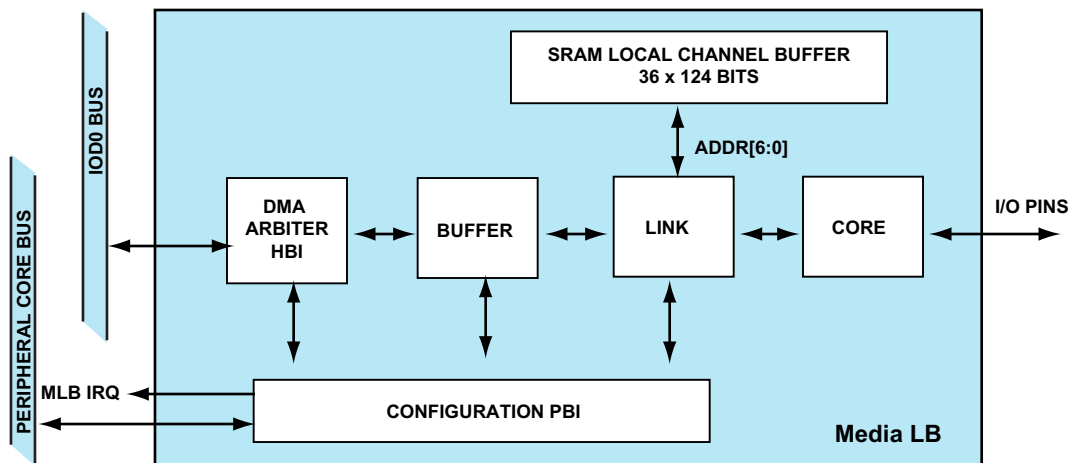 SRAM LOCAL CHANNEL BUFFER
36 x 124 BITS
IOD0 BUS
ADDR[6:0]
PERIPHERAL CORE BUS
DMA
ARBITER
HBI
BUFFER
LINK
CORE
I/O PINS
MLB IRQ
CONFIGURATION PBI
Media LB